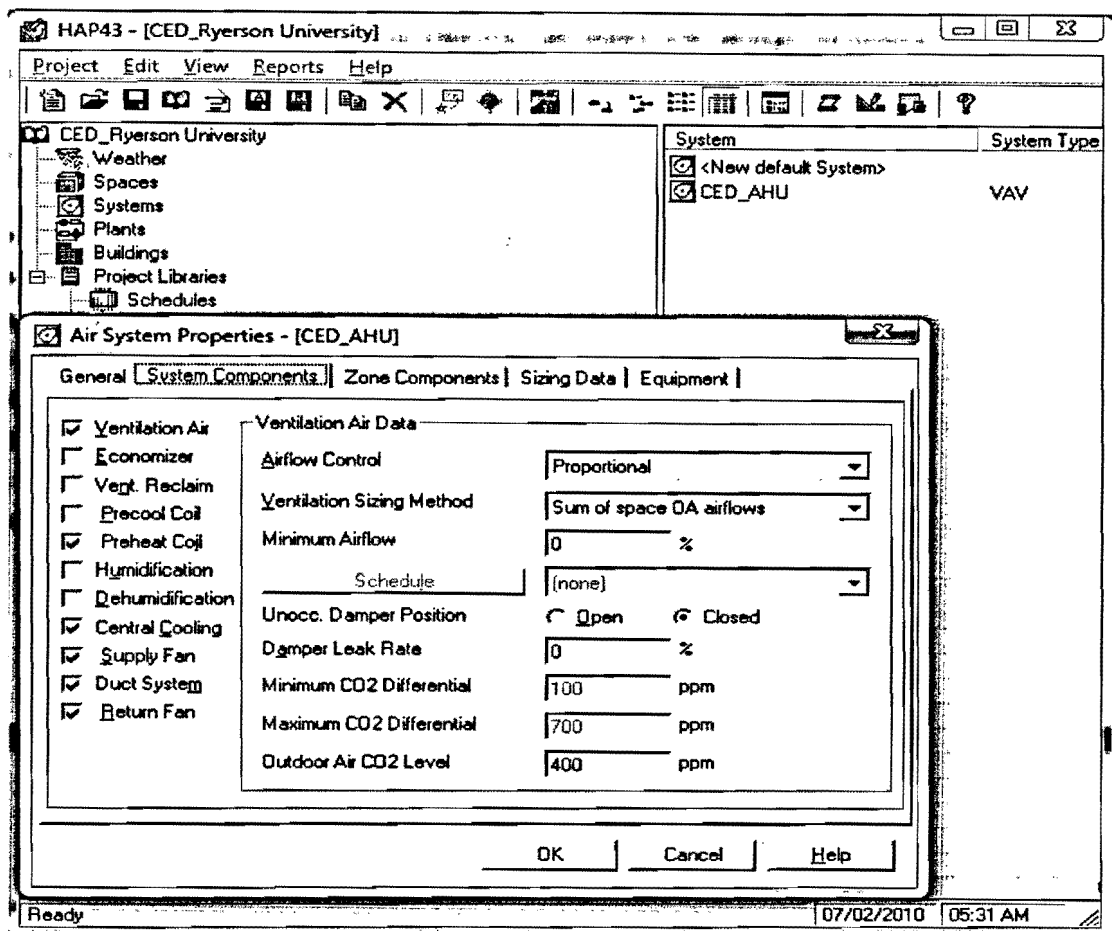 HAP43 - [CED_Ryerson University]
Project Edit View Reports Help
CED_Ryerson University
Weather
Spaces
Systems
Plants
Buildings
Project Libraries
Schedules
System System Type
<New default System>
CED_AHU VAV
Air System Properties - [CED_AHU]
General System Components Zone Components Sizing Data Equipment
Ventilation Air
Economizer
Vent. Reclaim
Precool Coil
Preheat Coil
Humidification
Dehumidification
Central Cooling
Supply Fan
Duct System
Return Fan
Ventilation Air Data
Airflow Control Proportional
Ventilation Sizing Method Sum of space OA airflows
Minimum Airflow 0 %
Schedule (none)
Unocc. Damper Position Open Closed
Damper Leak Rate 0 %
Minimum CO2 Differential 100 ppm
Maximum CO2 Differential 700 ppm
Outdoor Air CO2 Level 400 ppm
OK Cancel Help
Ready 07/02/2010 05:31 AM